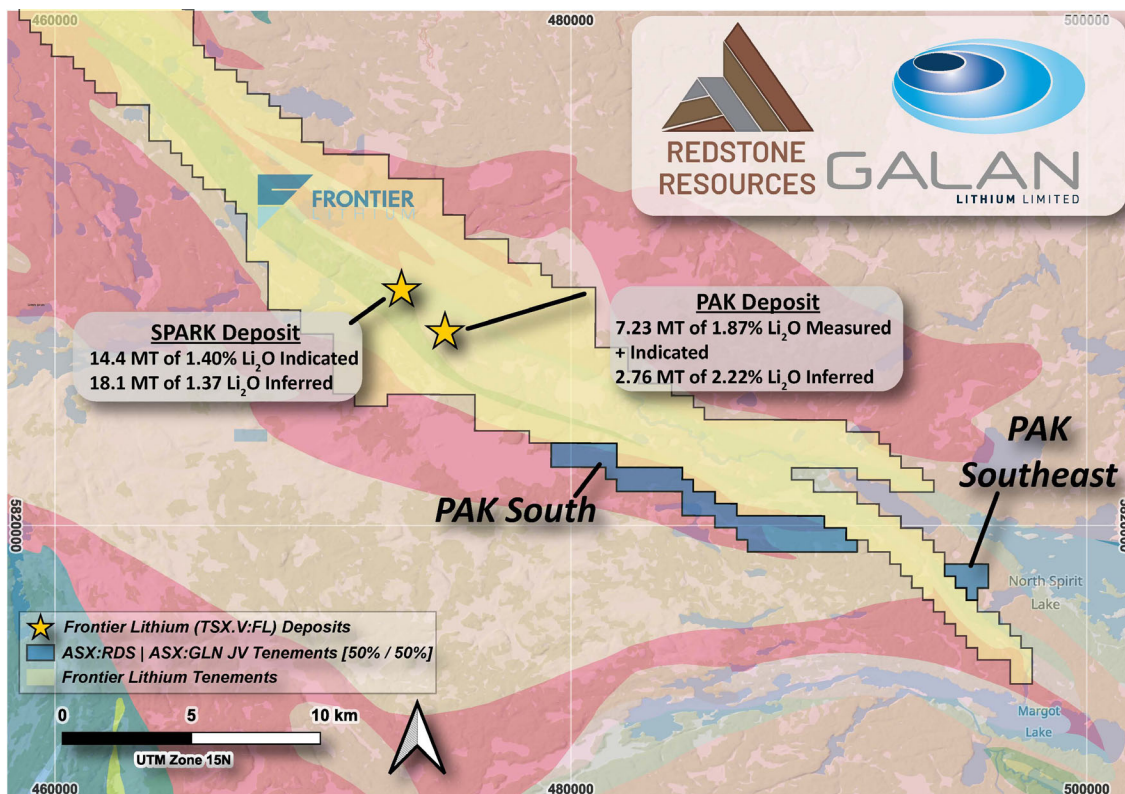 460000
480000
500000
REDSTONE
RESOURCES
GALAN
LITHIUM LIMITED
FRONTIER
LITHIUM
SPARK Deposit
14.4 MT of 1.40% Li₂O Indicated
18.1 MT of 1.37 Li₂O Inferred
PAK Deposit
7.23 MT of 1.87% Li₂O Measured
+ Indicated
2.76 MT of 2.22% Li₂O Inferred
PAK
Southeast
PAK South
5820000
5820000
North Spirit
Lake
Margot
Lake
Frontier Lithium (TSX.V:FL) Deposits
ASX:RDS | ASX:GLN JV Tenements [50% / 50%]
Frontier Lithium Tenements
0 5 10 km
UTM Zone 15N
460000
480000
500000